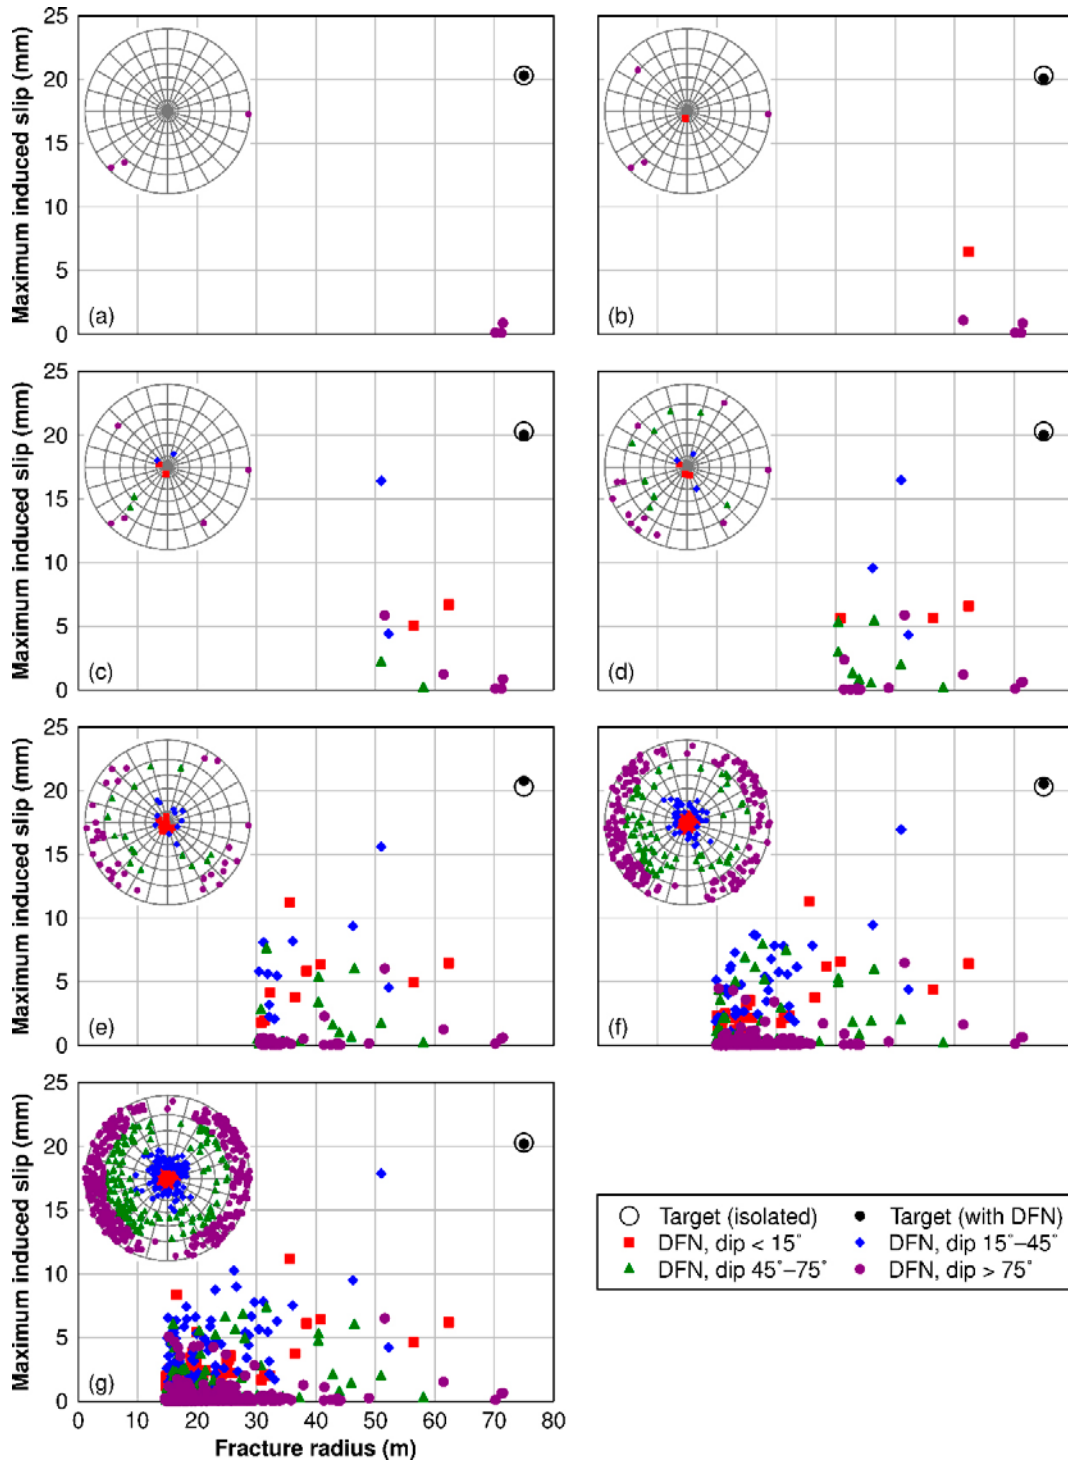 25
20
15
10
5
0
Maximum induced slip (mm)
(a)
(b)
25
20
15
10
5
0
Maximum induced slip (mm)
(c)
(d)
25
20
15
10
5
0
Maximum induced slip (mm)
(e)
(f)
25
20
15
10
5
0
Maximum induced slip (mm)
(g)
0 10 20 30 40 50 60 70 80
Fracture radius (m)
Target (isolated) Target (with DFN)
DFN, dip < 15° DFN, dip 15°–45°
DFN, dip 45°–75° DFN, dip > 75°